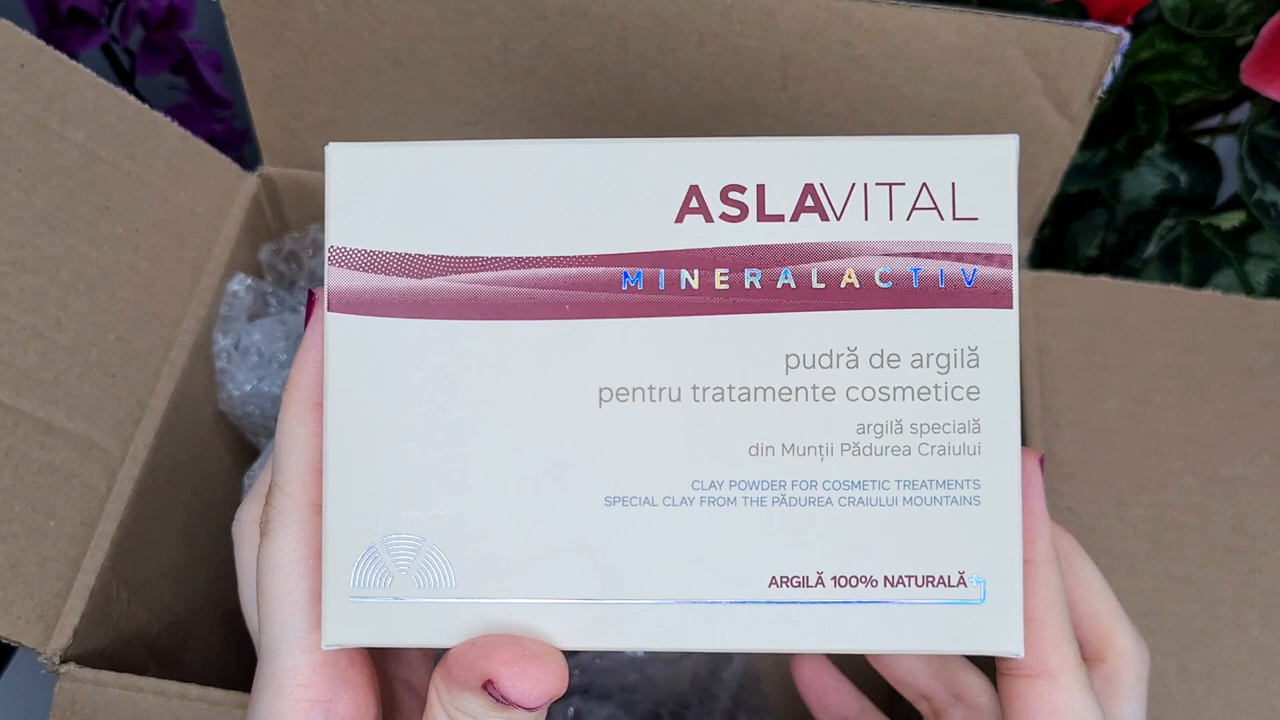 ASLAVITAL
MINERALACTIV
pudră de argilă
pentru tratamente cosmetice
argilă specială
din Munții Pădurea Craiului
CLAY POWDER FOR COSMETIC TREATMENTS
SPECIAL CLAY FROM THE PĂDUREA CRAIULUI MOUNTAINS
ARGILĂ 100% NATURALĂ